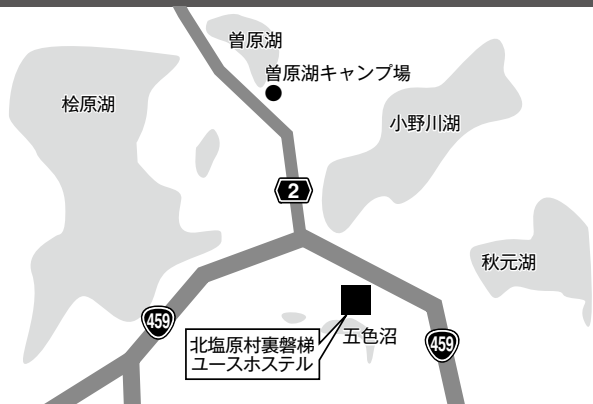 曽原湖
曽原湖キャンプ場
桧原湖
小野川湖
2
秋元湖
459
北塩原村裏磐梯
ユースホステル
五色沼
459